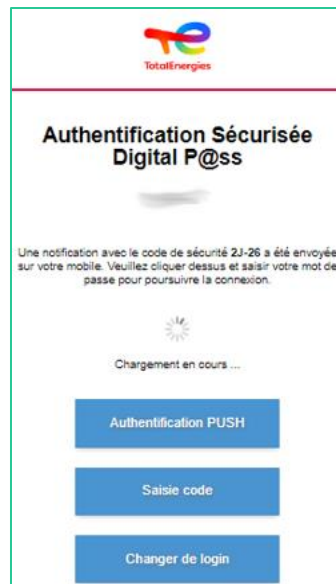 TotalEnergies
Authentification Sécurisée
Digital P@ss
Une notification avec le code de sécurité 2J-26 a été envoyée
sur votre mobile. Veuillez cliquer dessus et saisir votre mot de
passe pour poursuivre la connexion.
Chargement en cours ...
Authentification PUSH
Saisie code
Changer de login